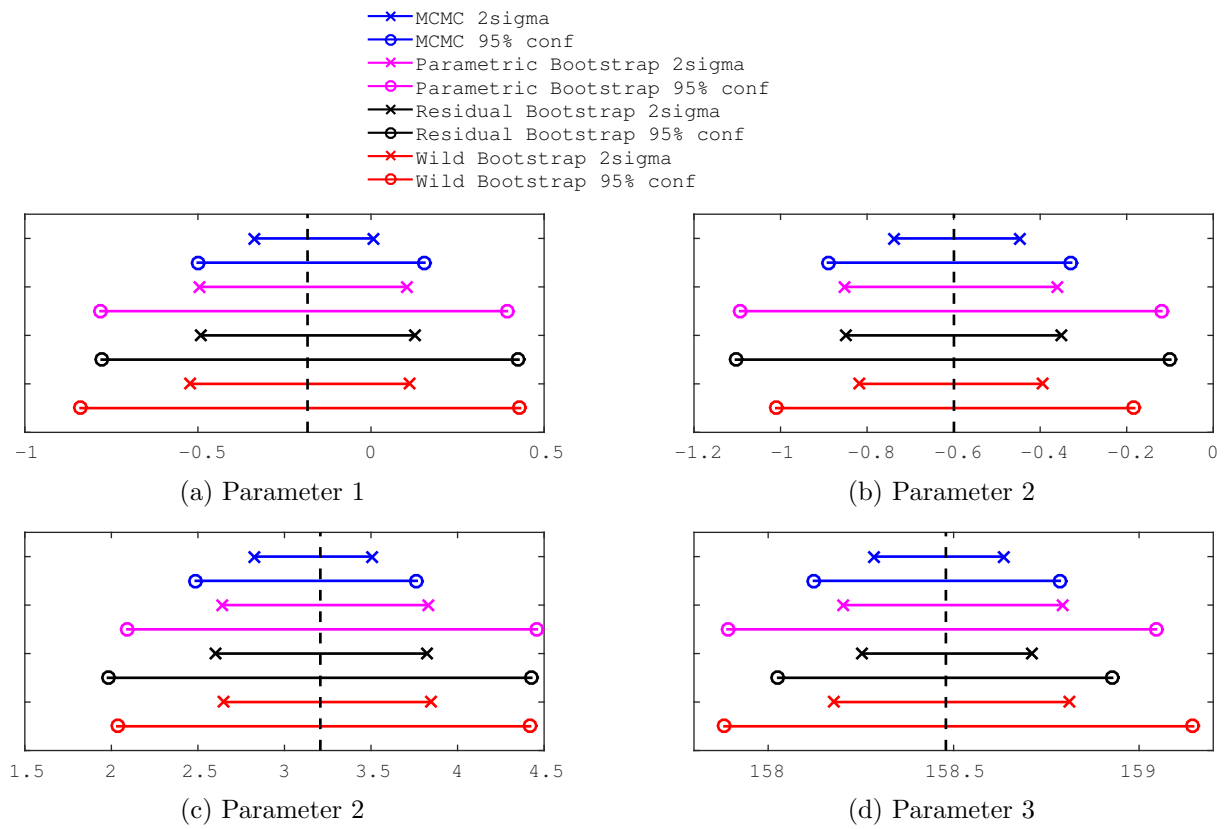 MCMC 2sigma
MCMC 95% conf
Parametric Bootstrap 2sigma
Parametric Bootstrap 95% conf
Residual Bootstrap 2sigma
Residual Bootstrap 95% conf
Wild Bootstrap 2sigma
Wild Bootstrap 95% conf
-1 -0.5 0 0.5
(a) Parameter 1
-1.2 -1 -0.8 -0.6 -0.4 -0.2 0
(b) Parameter 2
1.5 2 2.5 3 3.5 4 4.5
(c) Parameter 2
158 158.5 159
(d) Parameter 3